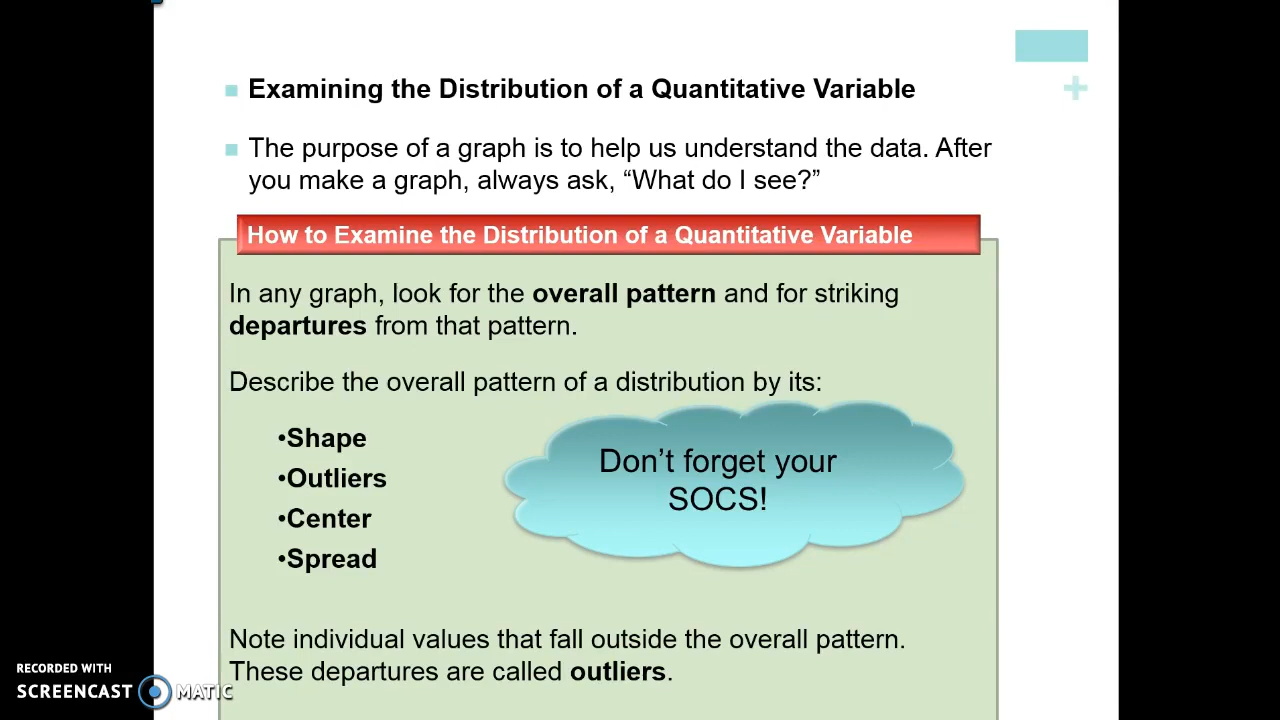 Examining the Distribution of a Quantitative Variable
The purpose of a graph is to help us understand the data. After
you make a graph, always ask, “What do I see?”
How to Examine the Distribution of a Quantitative Variable
In any graph, look for the overall pattern and for striking
departures from that pattern.
Describe the overall pattern of a distribution by its:
•Shape
•Outliers
•Center
•Spread
Don’t forget your
SOCS!
Note individual values that fall outside the overall pattern.
These departures are called outliers.
RECORDED WITH
SCREENCAST MATIC